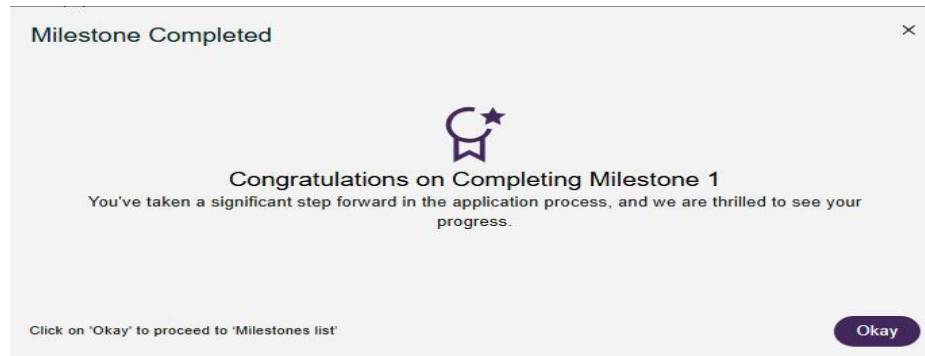 Milestone Completed
Congratulations on Completing Milestone 1
You've taken a significant step forward in the application process, and we are thrilled to see your
progress.
Click on 'Okay' to proceed to 'Milestones list'
Okay